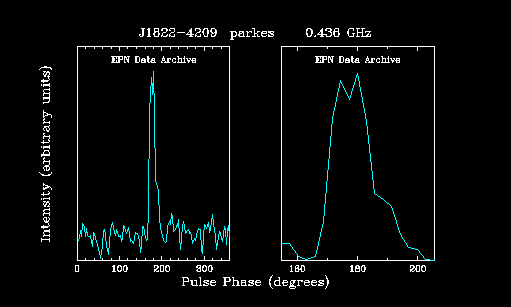 J1822-4209 parkes 0.436 GHz
EPN Data Archive EPN Data Archive
Intensity (arbitrary units)
0 100 200 300 160 180 200
Pulse Phase (degrees)